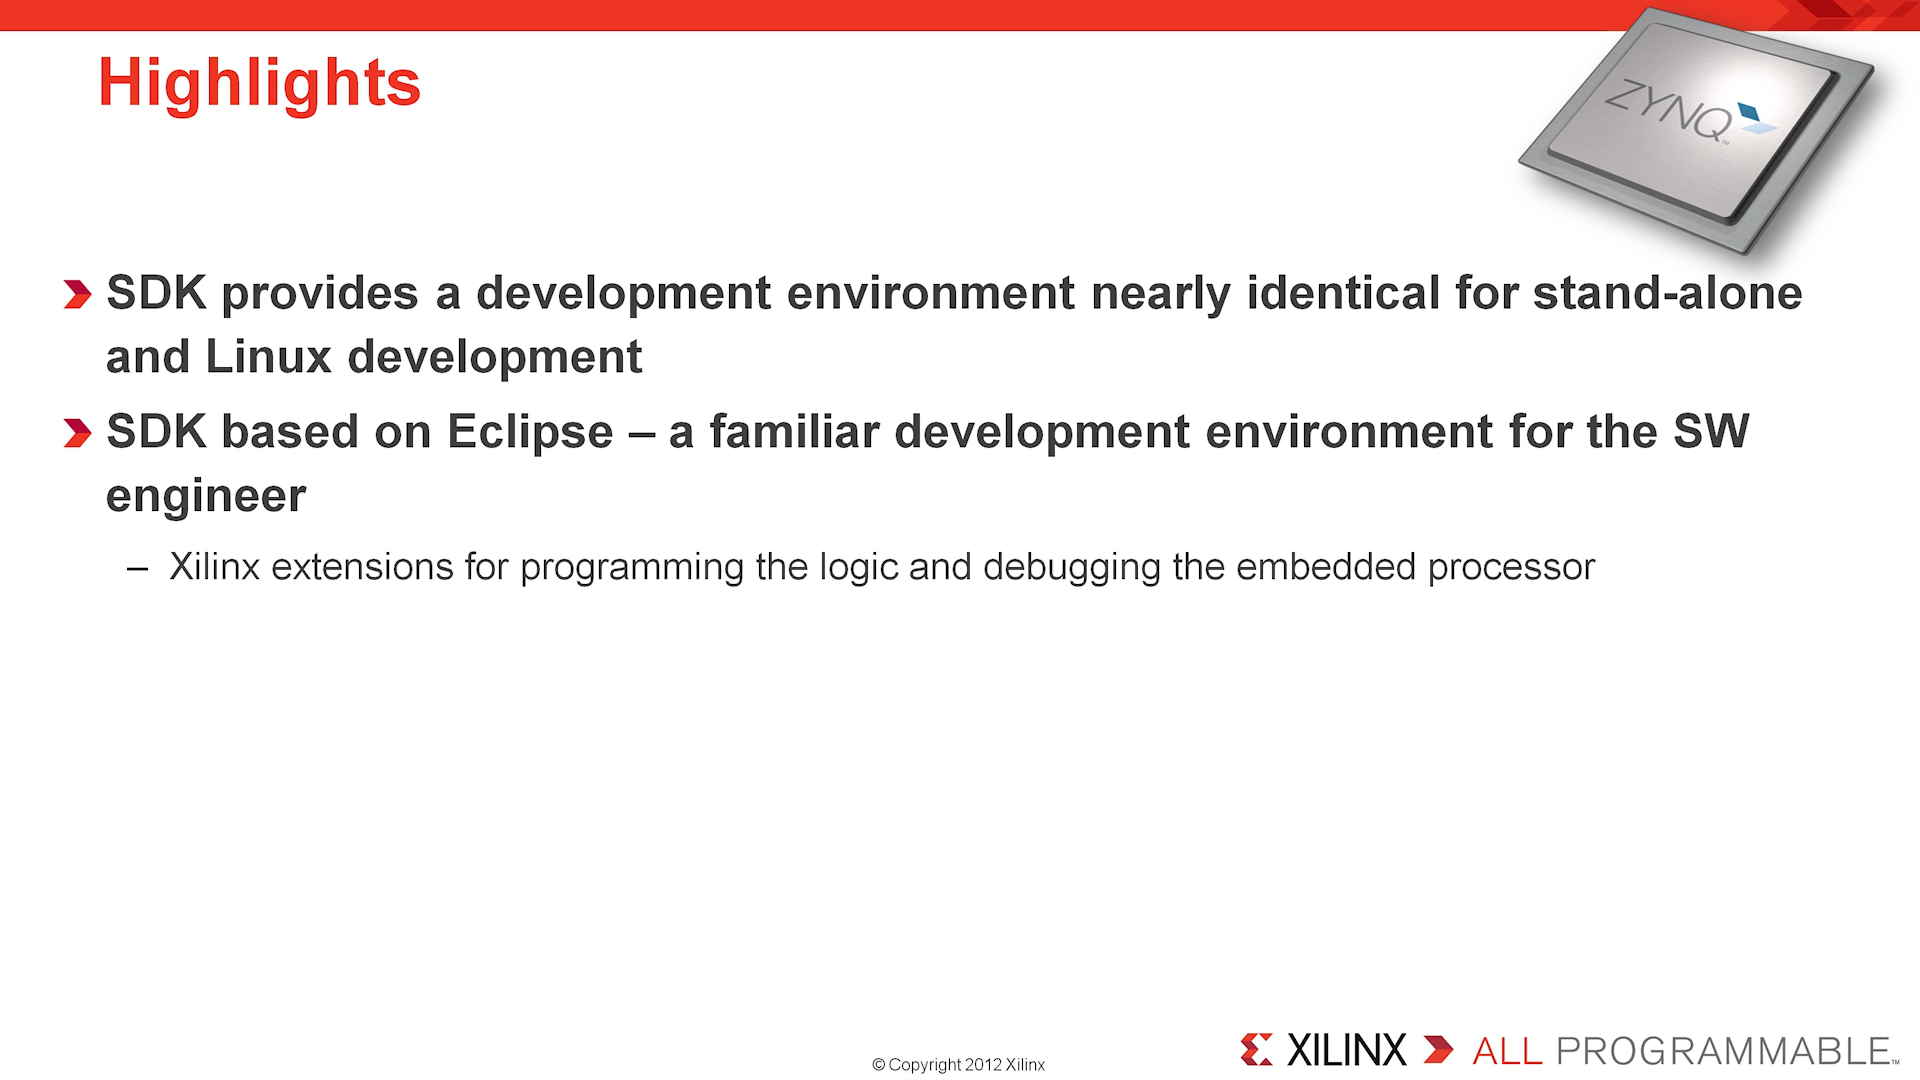 Highlights
ZYNQ™
SDK provides a development environment nearly identical for stand-alone
and Linux development
SDK based on Eclipse – a familiar development environment for the SW
engineer
– Xilinx extensions for programming the logic and debugging the embedded processor
© Copyright 2012 Xilinx
XILINX ALL PROGRAMMABLE™